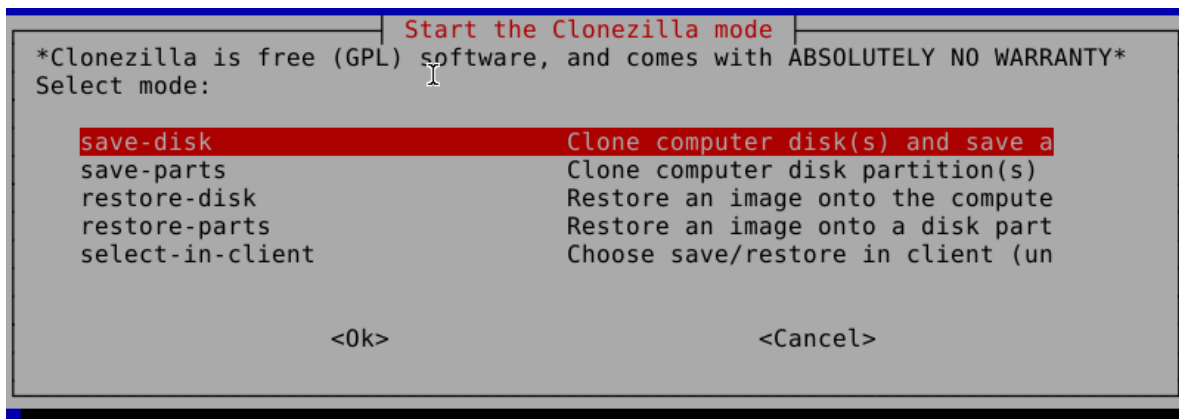 Start the Clonezilla mode
*Clonezilla is free (GPL) software, and comes with ABSOLUTELY NO WARRANTY*
Select mode:
save-disk Clone computer disk(s) and save a
save-parts Clone computer disk partition(s)
restore-disk Restore an image onto the compute
restore-parts Restore an image onto a disk part
select-in-client Choose save/restore in client (un
<Ok> <Cancel>